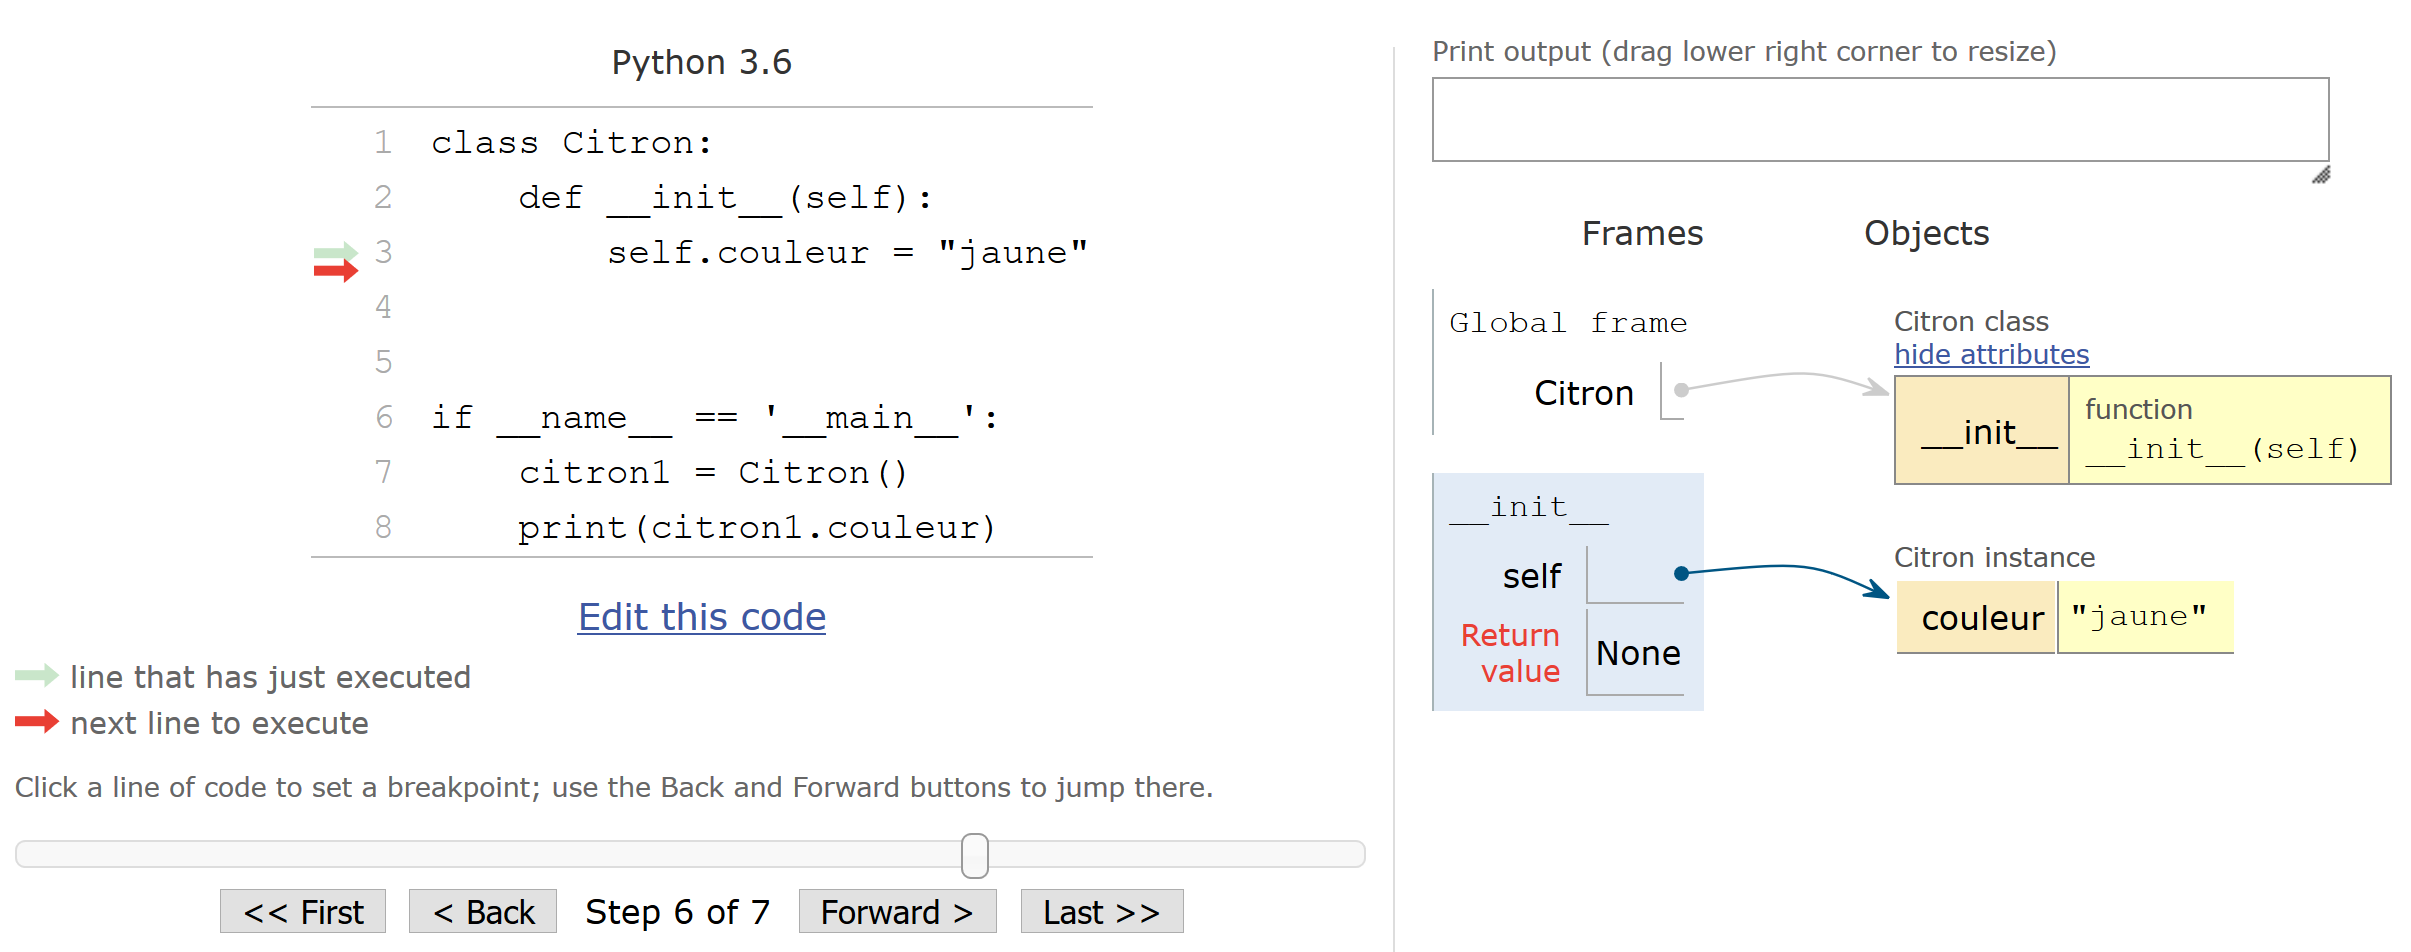 Python 3.6
1 class Citron:
2     def __init__(self):
3         self.couleur = "jaune"
4
5
6 if __name__ == '__main__':
7     citron1 = Citron()
8     print(citron1.couleur)
Edit this code
line that has just executed
next line to execute
Click a line of code to set a breakpoint; use the Back and Forward buttons to jump there.
<< First < Back Step 6 of 7 Forward > Last >>
Print output (drag lower right corner to resize)
Frames Objects
Global frame
Citron
Citron class
hide attributes
__init__ function
__init__(self)
__init__
self
Return
value None
Citron instance
couleur "jaune"